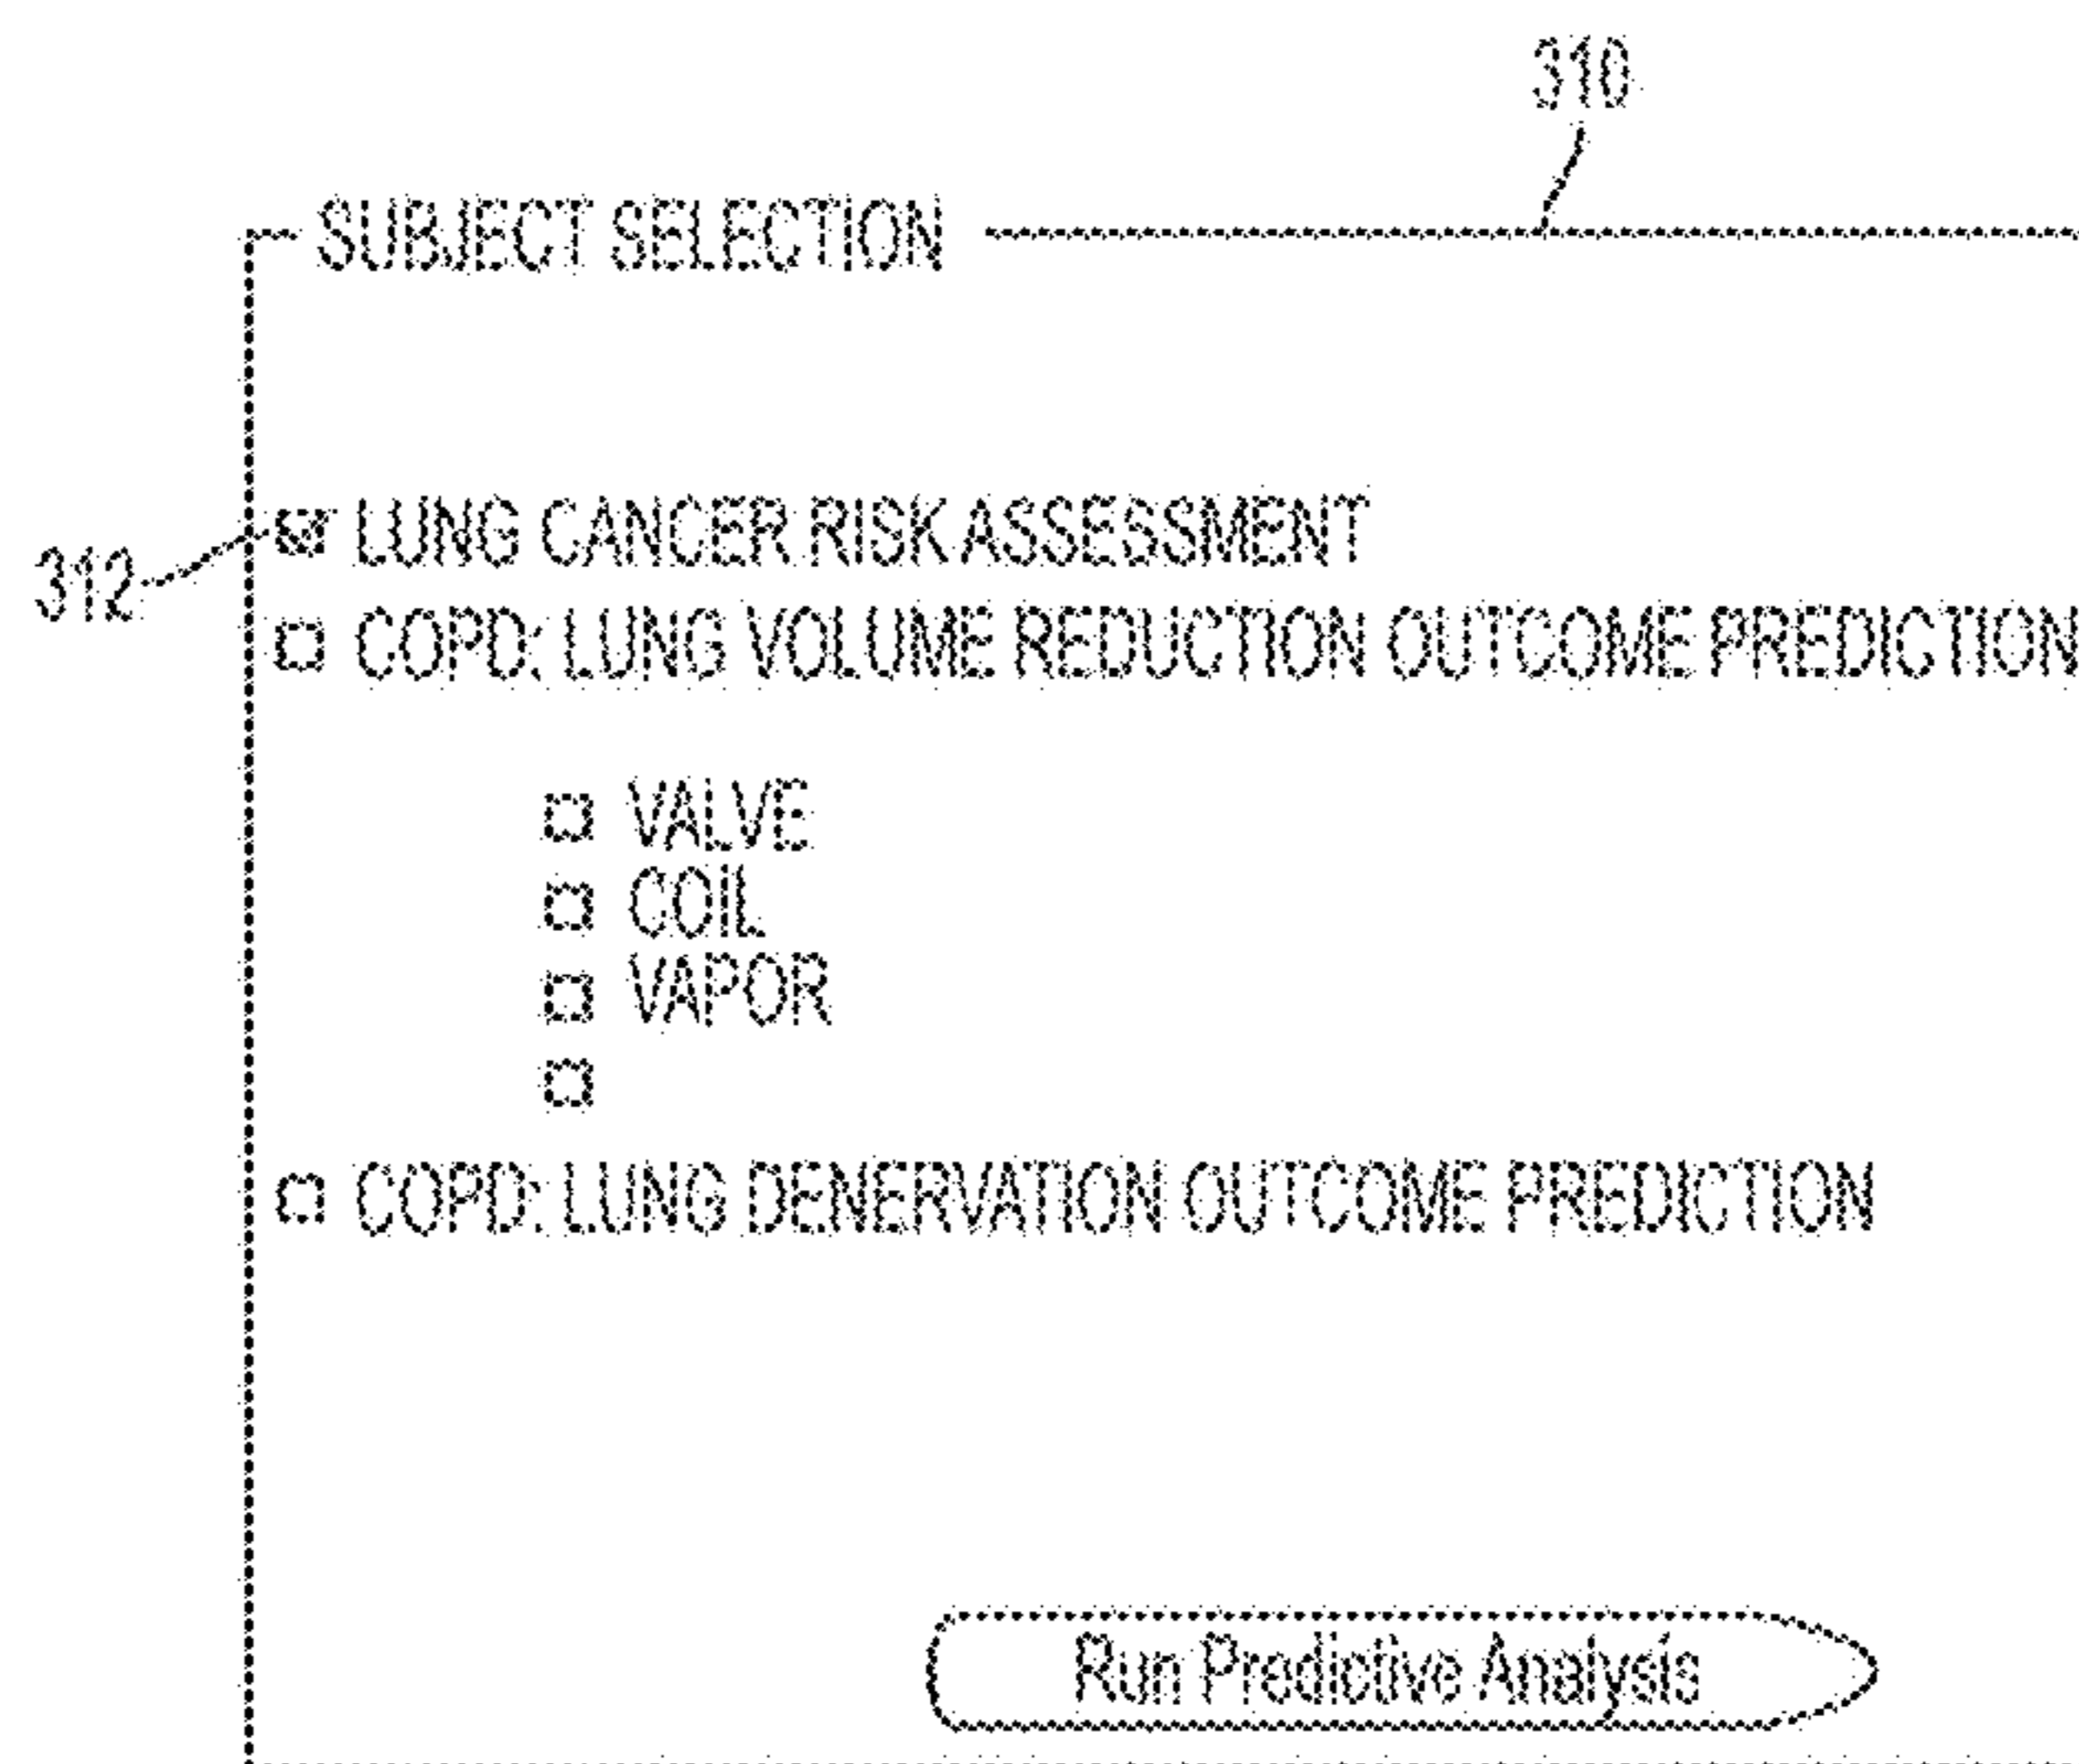 310
SUBJECT SELECTION
LUNG CANCER RISK ASSESSMENT
312
COPD: LUNG VOLUME REDUCTION OUTCOME PREDICTION
VALVE
COIL
VAPOR
COPD: LUNG DENERVATION OUTCOME PREDICTION
Run Predictive Analysis